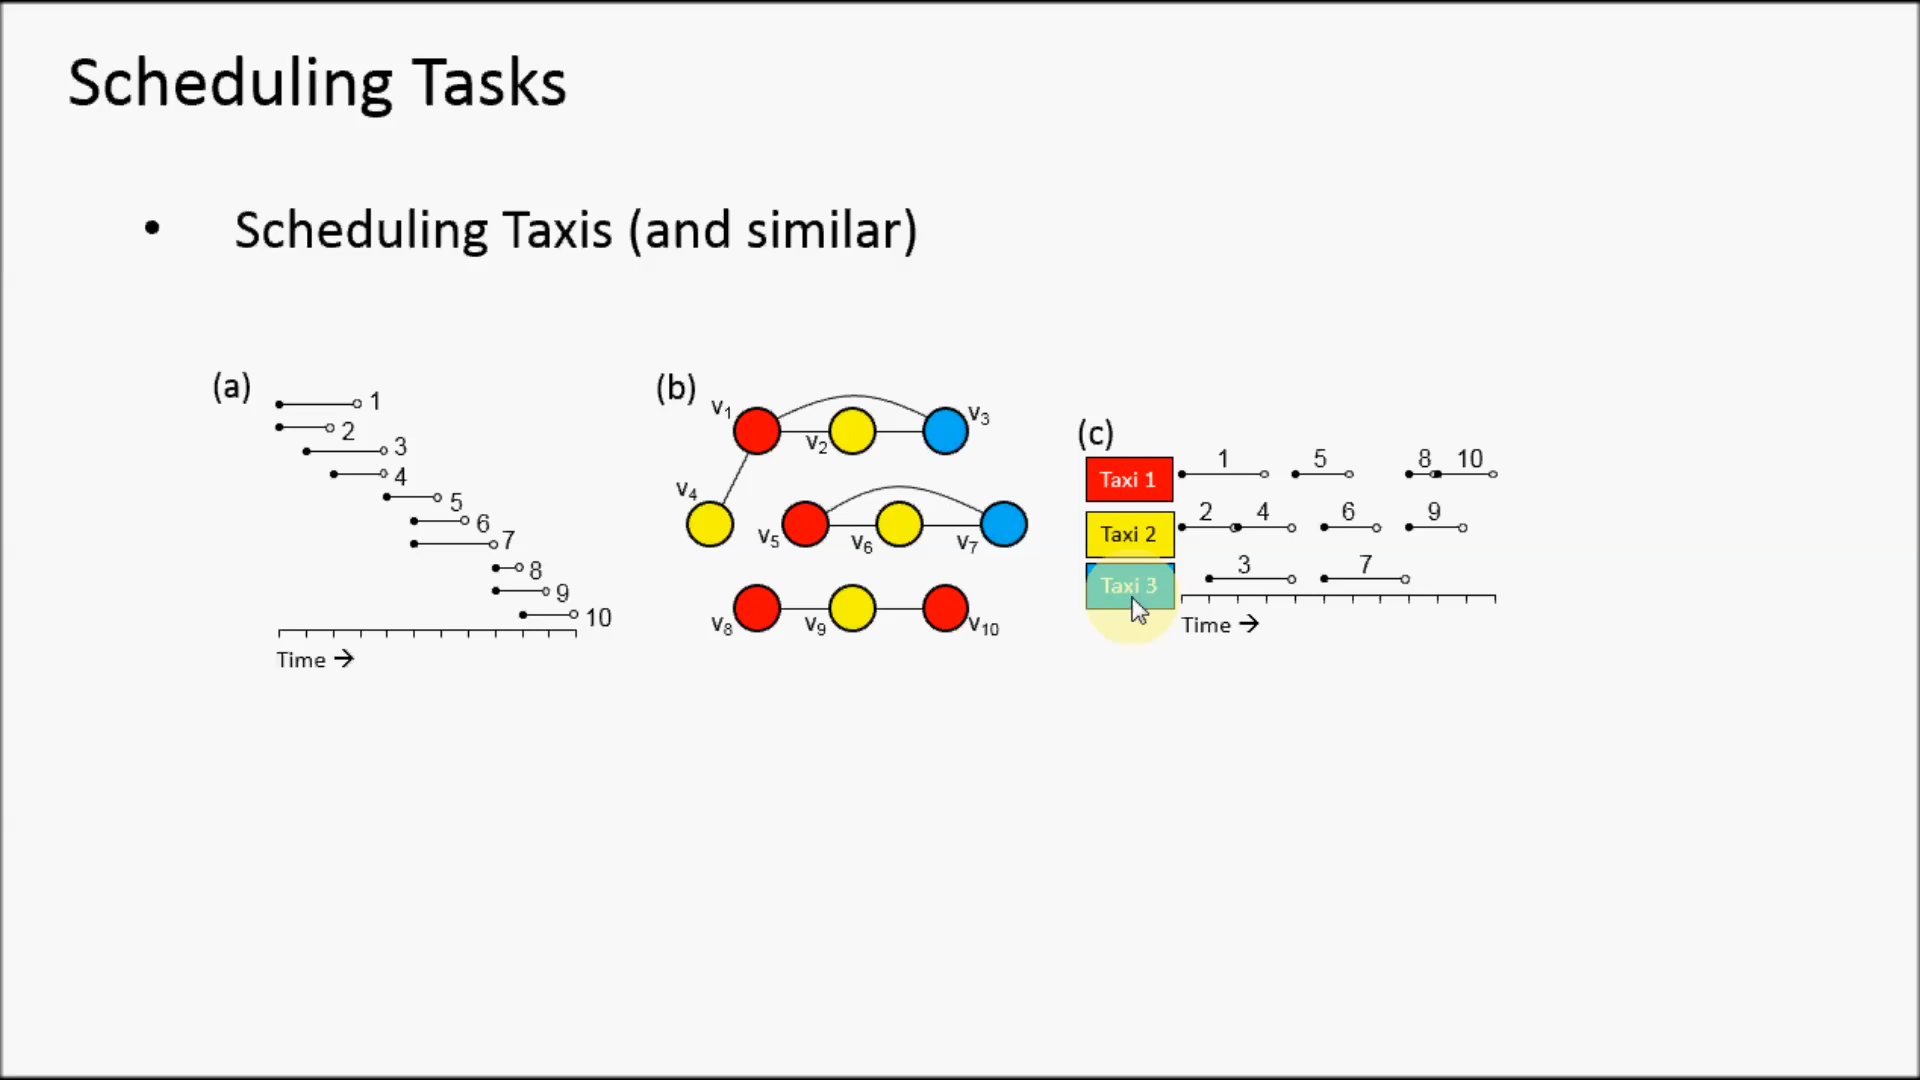 Scheduling Tasks
• Scheduling Taxis (and similar)
(a)
1
2
3
4
5
6
7
8
9
10
Time →
(b)
v1
v2
v3
v4
v5
v6
v7
v8
v9
v10
(c)
Taxi 1
1 5 8 10
Taxi 2
2 4 6 9
Taxi 3
3 7
Time →